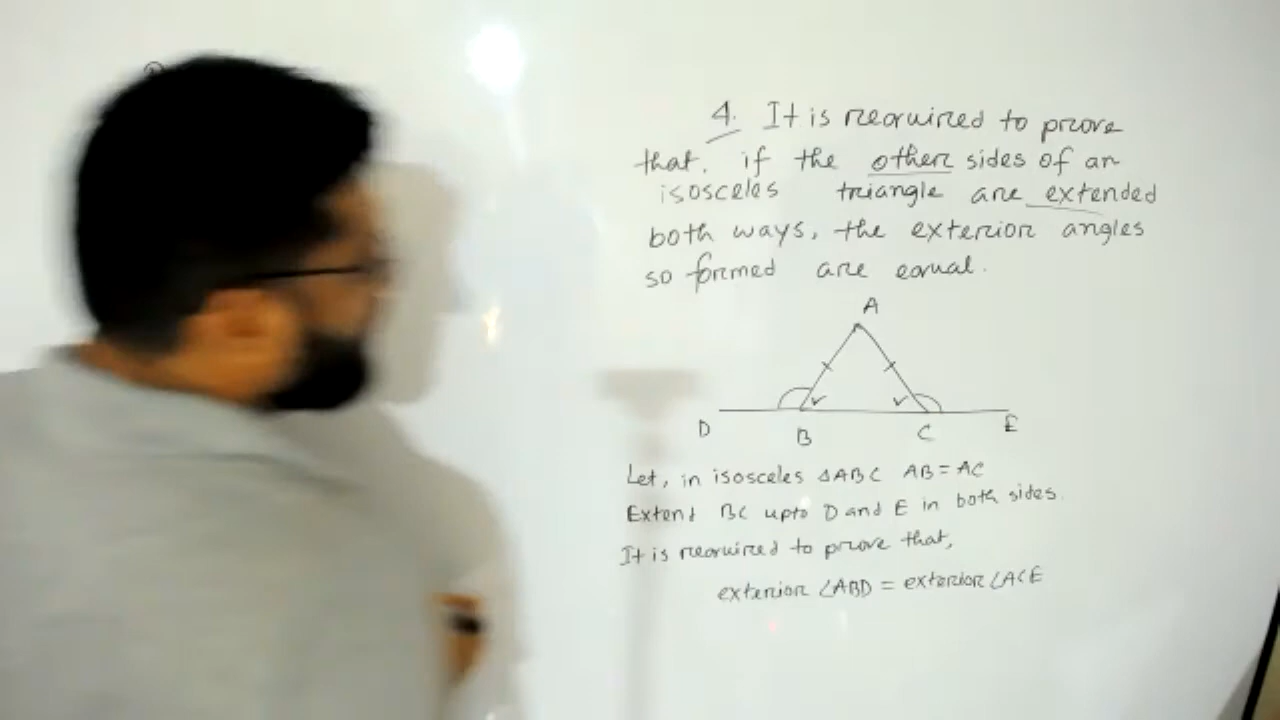 4. It is required to prove
that, if the other sides of an
isosceles triangle are extended
both ways, the exterior angles
so formed are equal.
A
D B C E
Let, in isosceles ΔABC AB = AC
Extend BC upto D and E in both sides.
It is required to prove that,
exterior ∠ABD = exterior ∠ACE